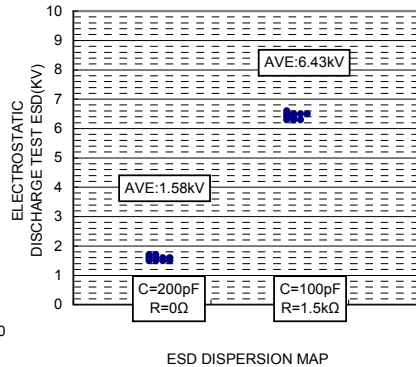 10
9
8
7
6
5
4
3
2
1
0
ELECTROSTATIC
DISCHARGE TEST ESD(KV)
AVE:6.43kV
AVE:1.58kV
C=200pF
R=0Ω
C=100pF
R=1.5kΩ
0
ESD DISPERSION MAP